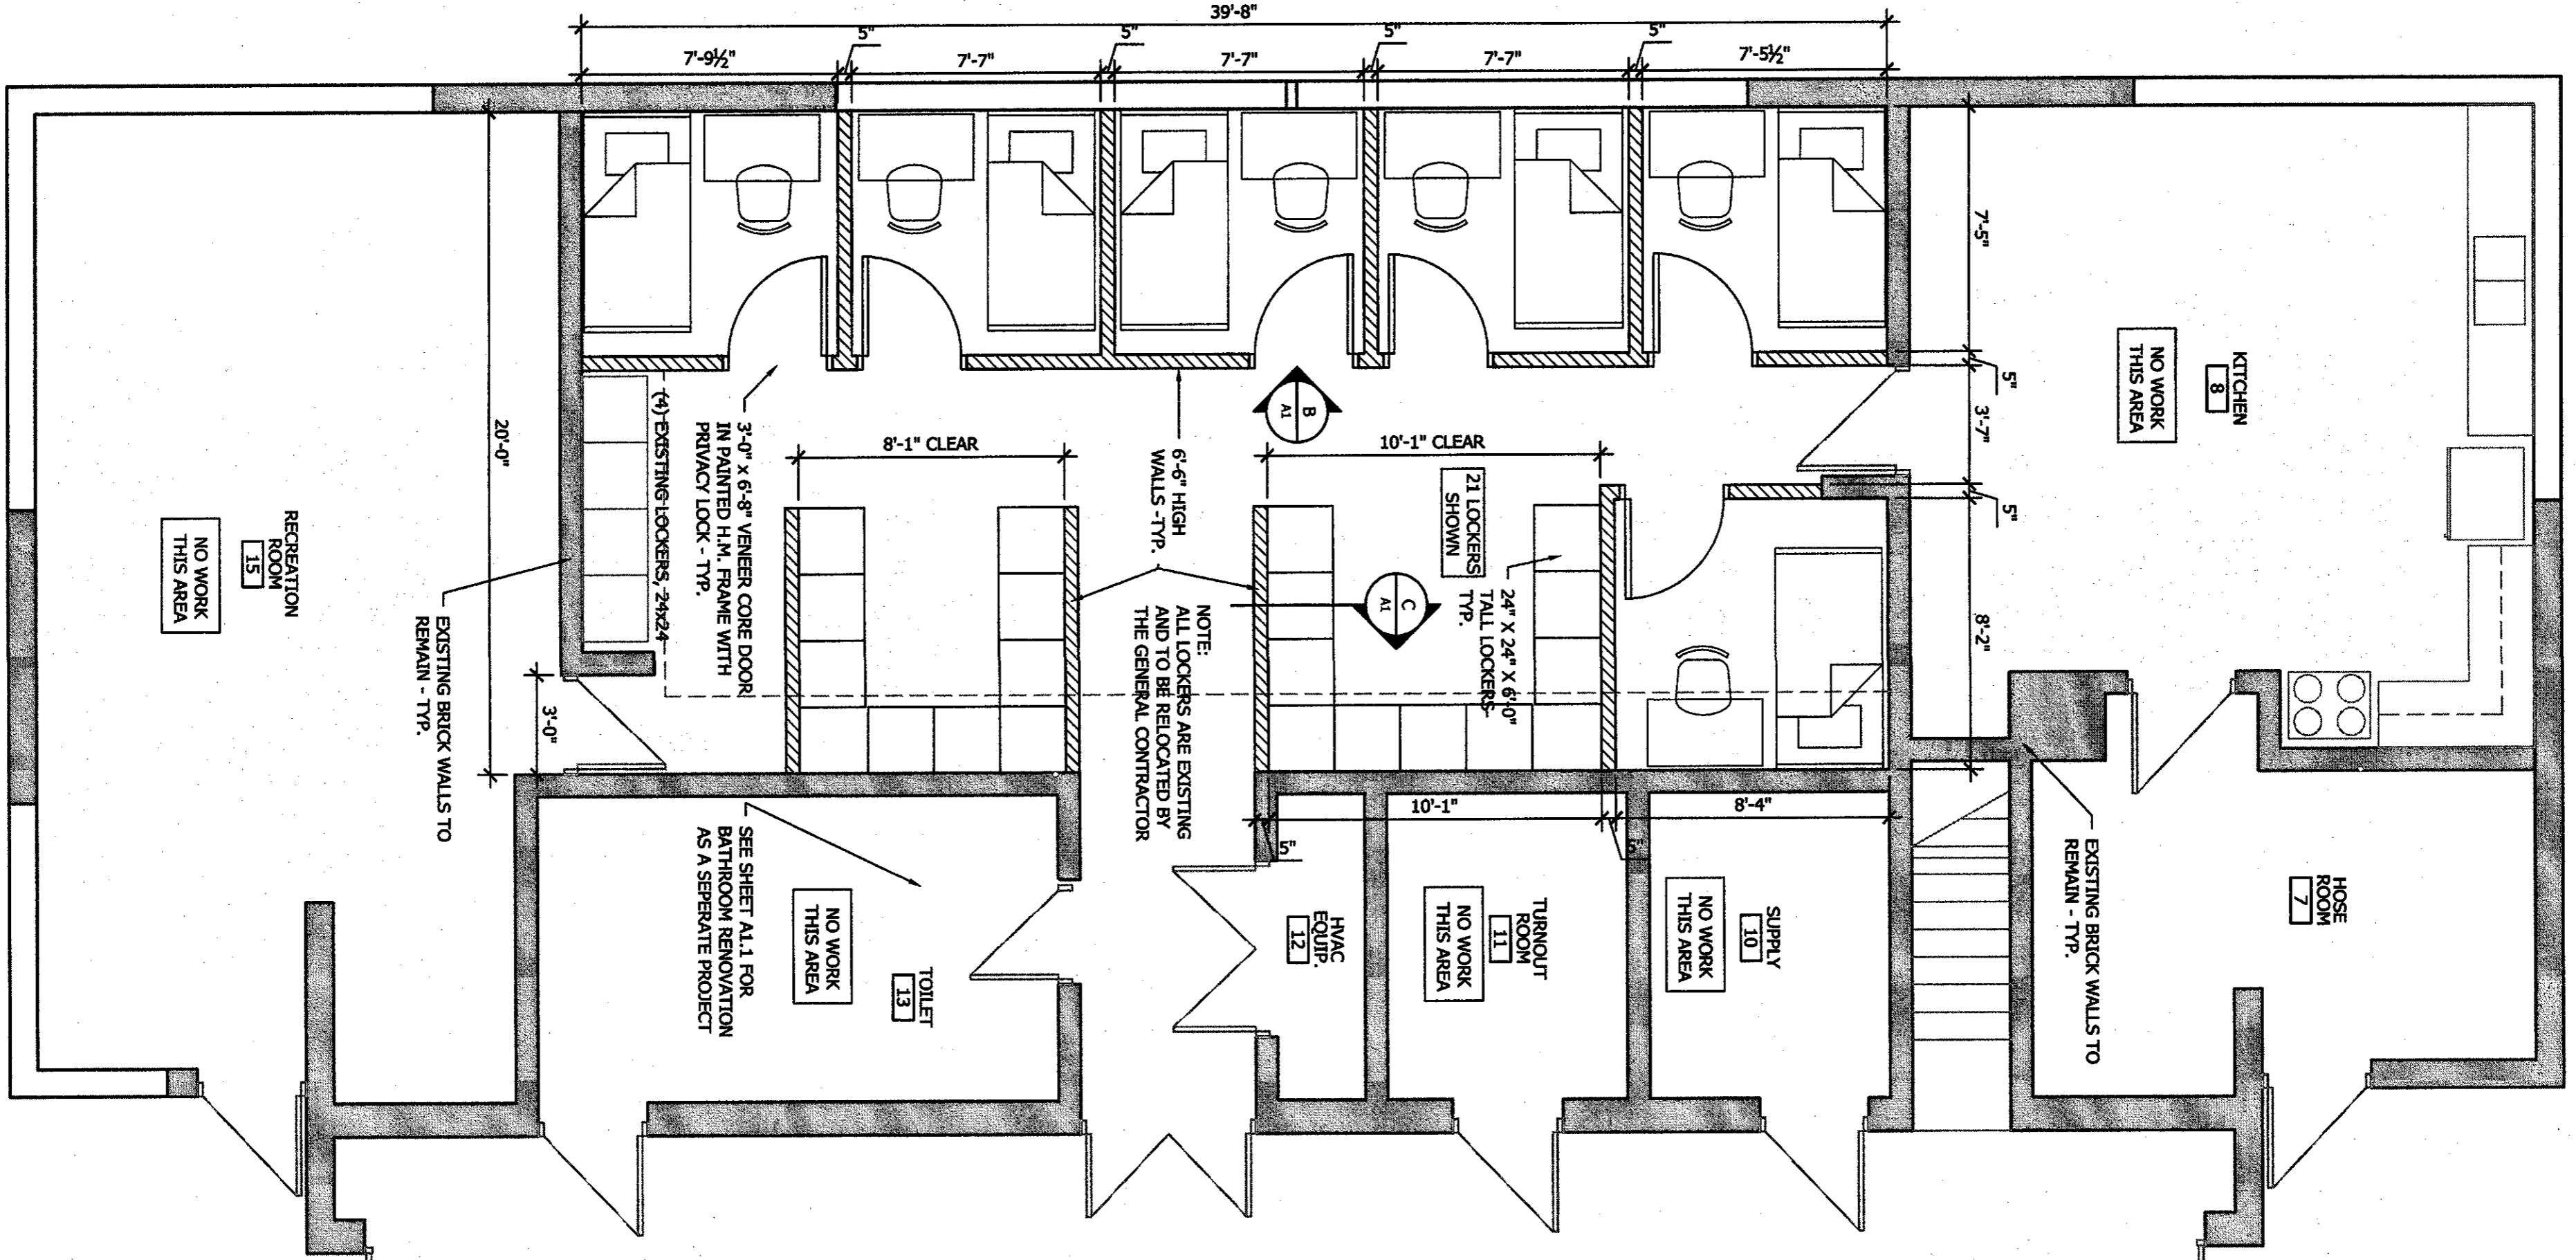 39'-8"
7'-9½"
5"
7'-7"
5"
7'-7"
5"
7'-7"
5"
7'-5½"
7'-5"
5"
3'-7"
5"
8'-2"
KITCHEN
8
NO WORK
THIS AREA
20'-0"
(4) EXISTING LOCKERS, 24x24
3'-0" x 6'-8" VENEER CORE DOOR
IN PAINTED H.M. FRAME WITH
PRIVACY LOCK - TYP.
8'-1" CLEAR
6'-6" HIGH
WALLS -TYP.
B
A1
10'-1" CLEAR
21 LOCKERS
SHOWN
24" X 24" X 6'-0"
TALL LOCKERS-
TYP.
C
A1
NOTE:
ALL LOCKERS ARE EXISTING
AND TO BE RELOCATED BY
THE GENERAL CONTRACTOR
RECREATION
ROOM
15
NO WORK
THIS AREA
EXISTING BRICK WALLS TO
REMAIN - TYP.
3'-0"
SEE SHEET A1.1 FOR
BATHROOM RENOVATION
AS A SEPERATE PROJECT
TOILET
13
NO WORK
THIS AREA
5"
10'-1"
5"
8'-4"
HVAC
EQUIP.
12
TURNOUT
ROOM
11
NO WORK
THIS AREA
SUPPLY
10
NO WORK
THIS AREA
EXISTING BRICK WALLS TO
REMAIN - TYP.
HOSE
ROOM
7